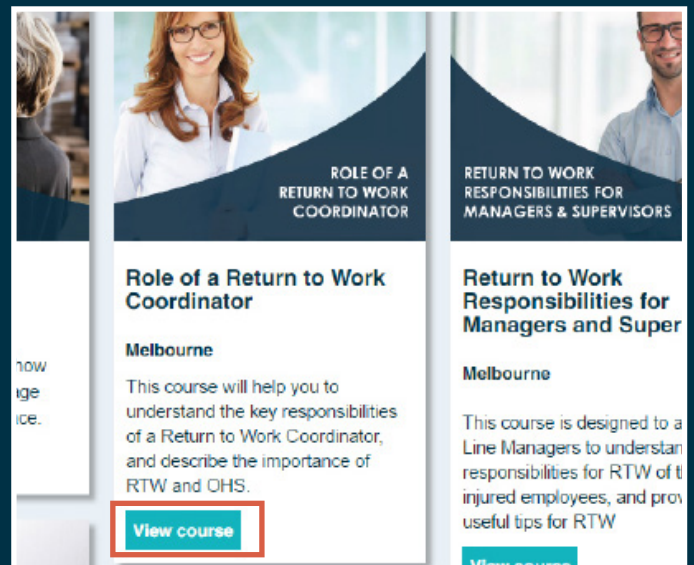 ROLE OF A
RETURN TO WORK
COORDINATOR
Role of a Return to Work
Coordinator
Melbourne
This course will help you to
understand the key responsibilities
of a Return to Work Coordinator,
and describe the importance of
RTW and OHS.
View course
RETURN TO WORK
RESPONSIBILITIES FOR
MANAGERS & SUPERVISORS
Return to Work
Responsibilities for
Managers and Super
Melbourne
This course is designed to a
Line Managers to understan
responsibilities for RTW of t
injured employees, and prov
useful tips for RTW
View course